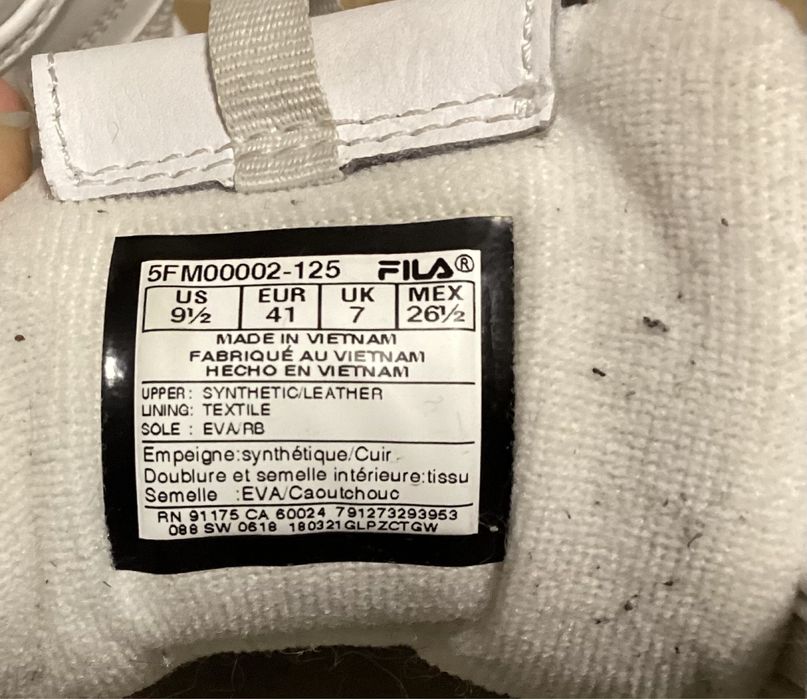 5FM00002-125 FILA®
US EUR UK MEX
9½ 41 7 26½
MADE IN VIETNAM
FABRIQUÉ AU VIETNAM
HECHO EN VIETNAM
UPPER: SYNTHETIC/LEATHER
LINING: TEXTILE
SOLE : EVA/RB
Empeigne:synthétique/Cuir
Doublure et semelle intérieure:tissu
Semelle :EVA/Caoutchouc
RN 91175 CA 60024 791273293953
088 SW 0618 180321GLPZCTGW